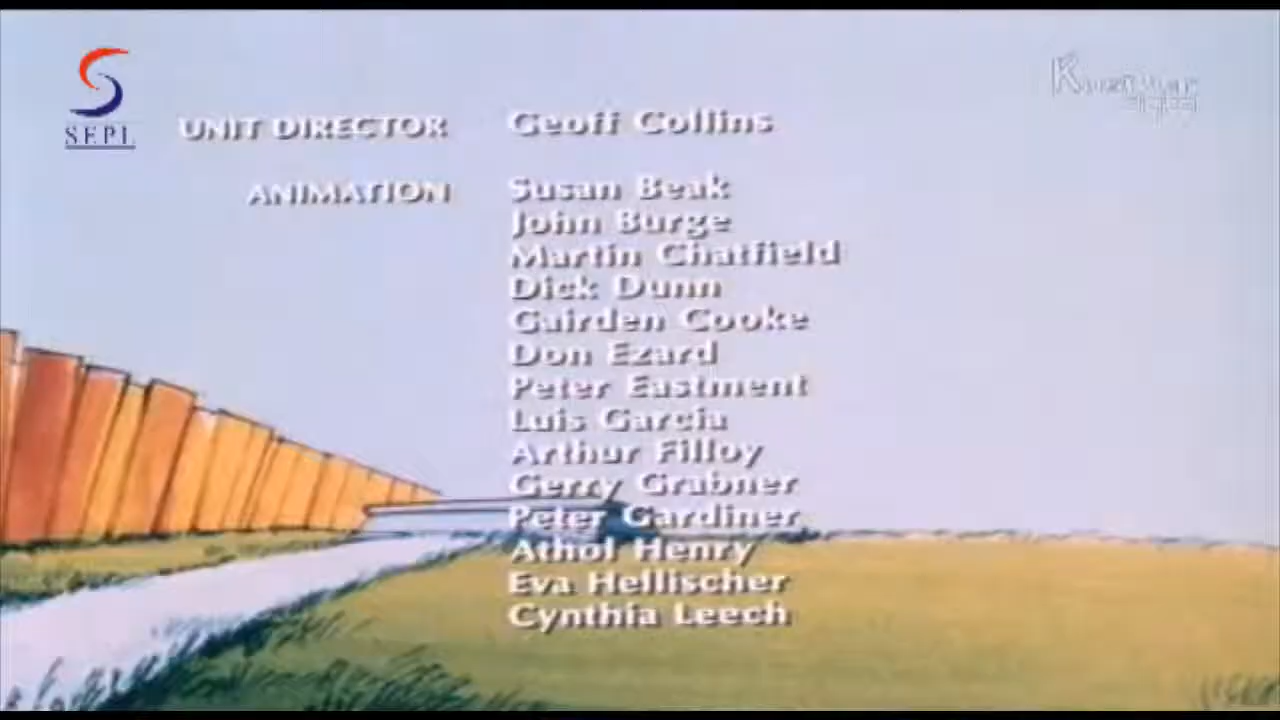 SEPL
UNIT DIRECTOR Geoff Collins
ANIMATION Susan Beak
John Burge
Martin Chatfield
Dick Dunn
Gairden Cooke
Don Ezard
Peter Eastment
Luis Garcia
Arthur Filloy
Gerry Grabner
Peter Gardiner
Athol Henry
Eva Hellischer
Cynthia Leech